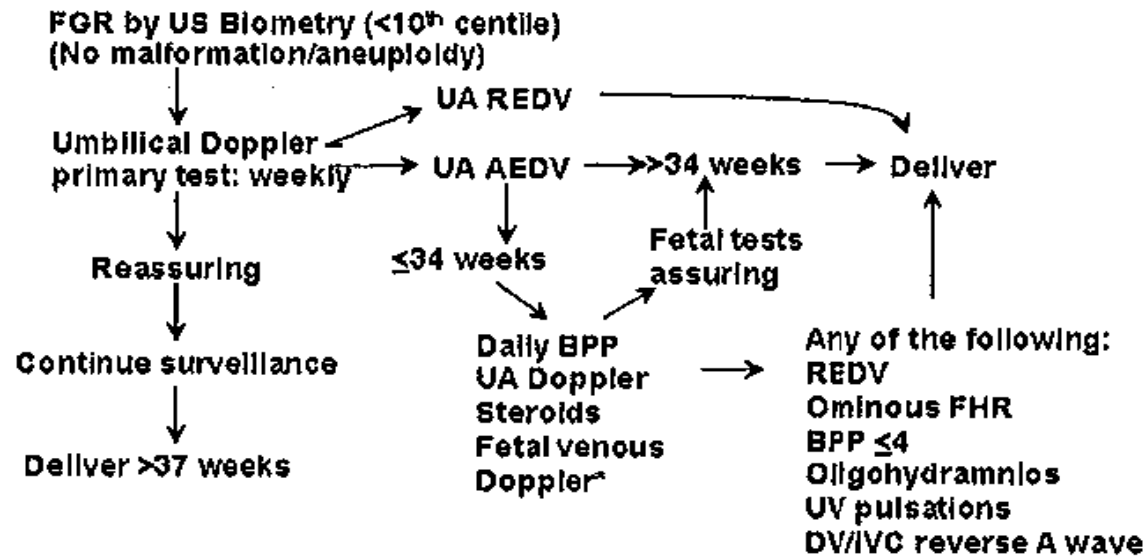 FGR by US Biometry (<10th centile)
(No malformation/aneuploidy)
UA REDV
Umbilical Doppler
primary test: weekly
UA AEDV
>34 weeks
Deliver
Reassuring
≤34 weeks
Fetal tests
assuring
Continue surveillance
Deliver >37 weeks
Daily BPP
UA Doppler
Steroids
Fetal venous
Doppler*
Any of the following:
REDV
Ominous FHR
BPP ≤4
Oligohydramnios
UV pulsations
DV/IVC reverse A wave